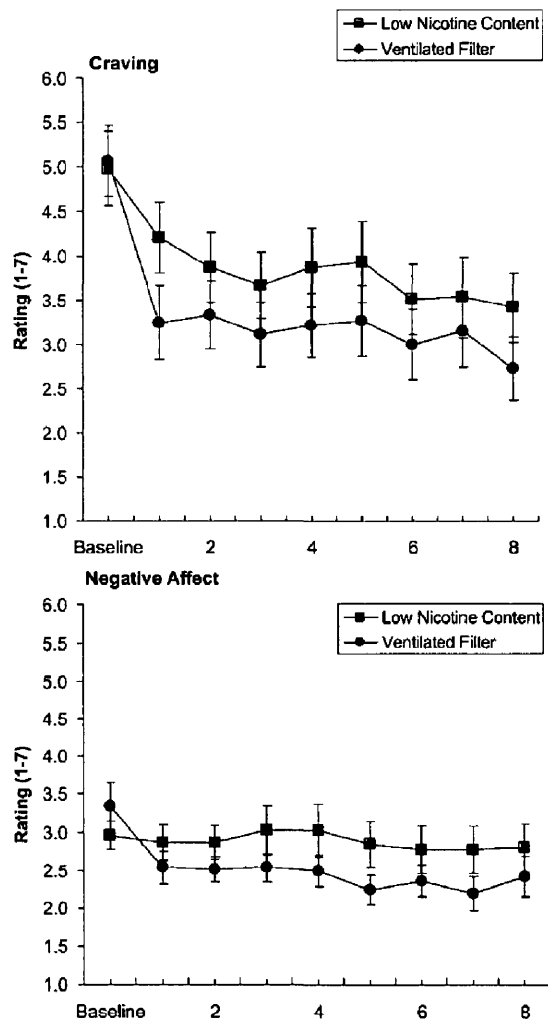 Low Nicotine Content
Ventilated Filter
Craving
6.0
5.5
5.0
4.5
4.0
3.5
3.0
2.5
2.0
1.5
1.0
Rating (1-7)
Baseline 2 4 6 8
Negative Affect
Low Nicotine Content
Ventilated Filler
6.0
5.5
5.0
4.5
4.0
3.5
3.0
2.5
2.0
1.5
1.0
Rating (1-7)
Baseline 2 4 6 8